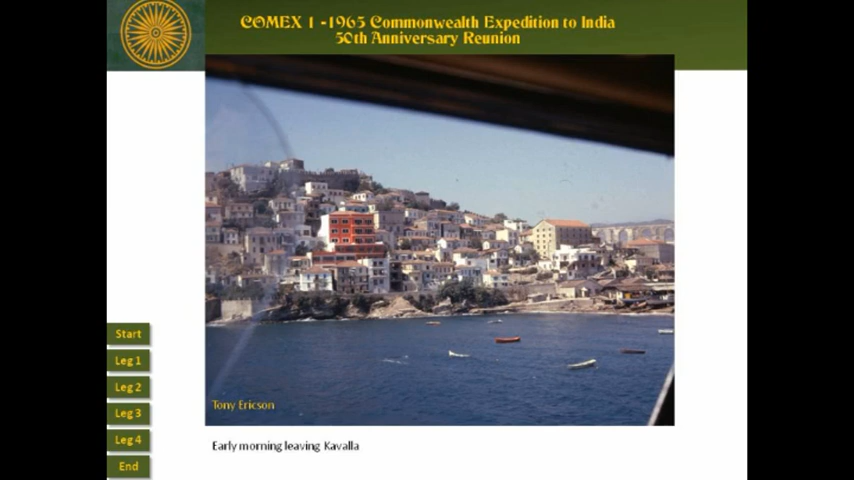 COMEX 1 -1965 Commonwealth Expedition to India
50th Anniversary Reunion
Tony Ericson
Early morning leaving Kavalla
Start
Leg 1
Leg 2
Leg 3
Leg 4
End